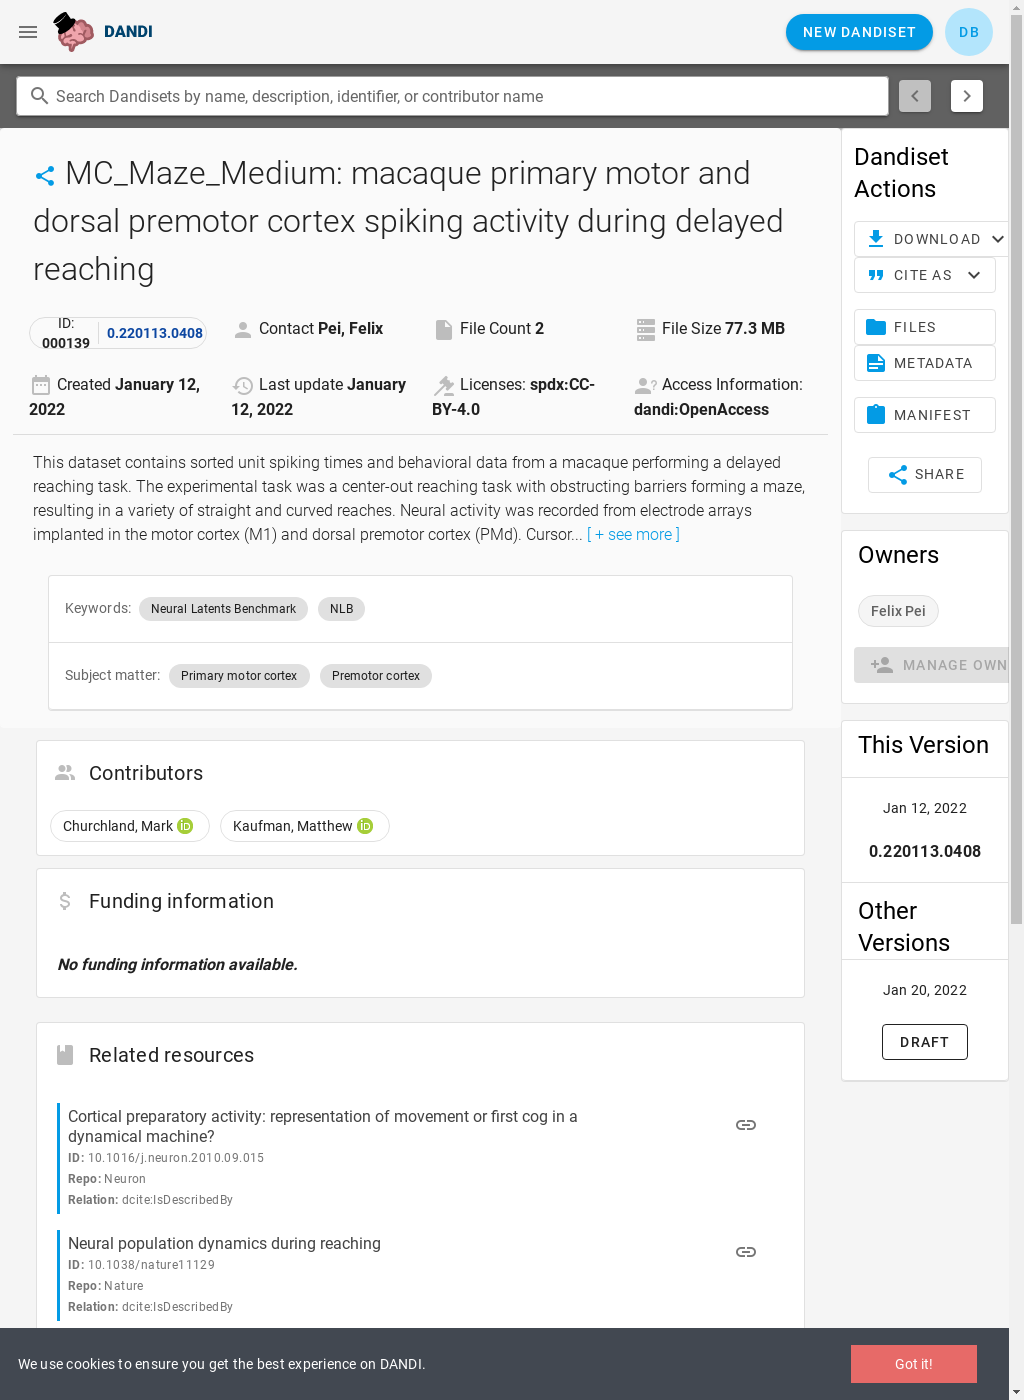 DANDI
NEW DANDISET
DB
Search Dandisets by name, description, identifier, or contributor name
MC_Maze_Medium: macaque primary motor and
dorsal premotor cortex spiking activity during delayed
reaching
ID:
000139
0.220113.0408
Contact Pei, Felix
File Count 2
File Size 77.3 MB
Created January 12,
2022
Last update January
12, 2022
Licenses: spdx:CC-
BY-4.0
Access Information:
dandi:OpenAccess
This dataset contains sorted unit spiking times and behavioral data from a macaque performing a delayed
reaching task. The experimental task was a center-out reaching task with obstructing barriers forming a maze,
resulting in a variety of straight and curved reaches. Neural activity was recorded from electrode arrays
implanted in the motor cortex (M1) and dorsal premotor cortex (PMd). Cursor... [ + see more ]
Keywords: Neural Latents Benchmark NLB
Subject matter: Primary motor cortex Premotor cortex
Contributors
Churchland, Mark iD Kaufman, Matthew iD
Funding information
No funding information available.
Related resources
Cortical preparatory activity: representation of movement or first cog in a
dynamical machine?
ID: 10.1016/j.neuron.2010.09.015
Repo: Neuron
Relation: dcite:IsDescribedBy
Neural population dynamics during reaching
ID: 10.1038/nature11129
Repo: Nature
Relation: dcite:IsDescribedBy
Dandiset
Actions
DOWNLOAD
CITE AS
FILES
METADATA
MANIFEST
SHARE
Owners
Felix Pei
MANAGE OWN
This Version
Jan 12, 2022
0.220113.0408
Other
Versions
Jan 20, 2022
DRAFT
We use cookies to ensure you get the best experience on DANDI.
Got it!